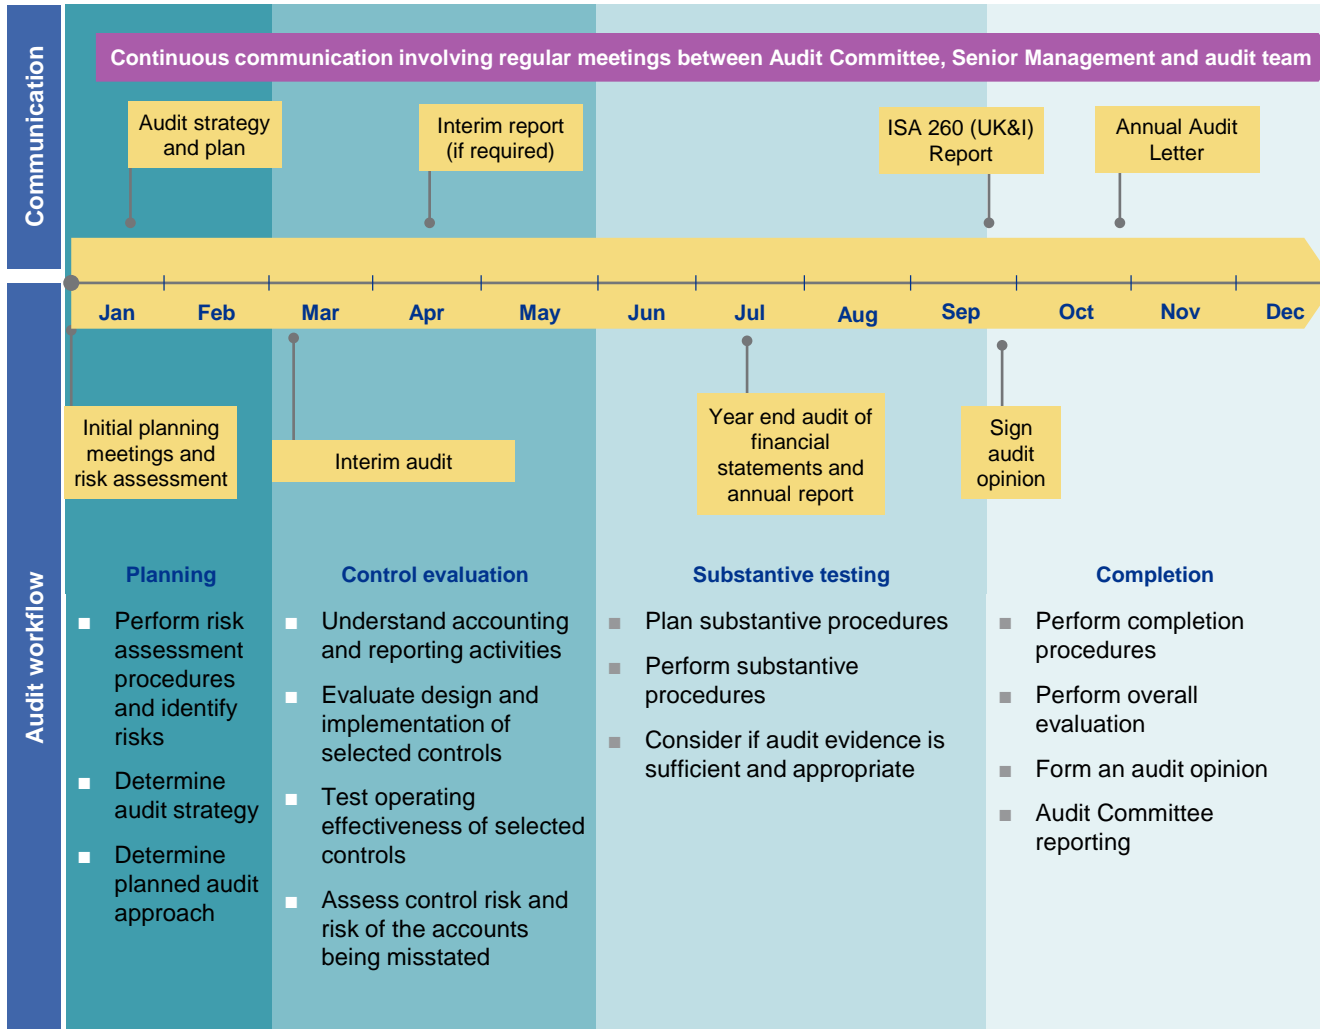 Communication
Continuous communication involving regular meetings between Audit Committee, Senior Management and audit team
Audit strategy
and plan
Interim report
(if required)
ISA 260 (UK&I)
Report
Annual Audit
Letter
Jan Feb Mar Apr May Jun Jul Aug Sep Oct Nov Dec
Audit workflow
Initial planning
meetings and
risk assessment
Interim audit
Year end audit of
financial
statements and
annual report
Sign
audit
opinion
Planning
Perform risk
assessment
procedures
and identify
risks
Determine
audit strategy
Determine
planned audit
approach
Control evaluation
Understand accounting
and reporting activities
Evaluate design and
implementation of
selected controls
Test operating
effectiveness of selected
controls
Assess control risk and
risk of the accounts
being misstated
Substantive testing
Plan substantive procedures
Perform substantive
procedures
Consider if audit evidence is
sufficient and appropriate
Completion
Perform completion
procedures
Perform overall
evaluation
Form an audit opinion
Audit Committee
reporting